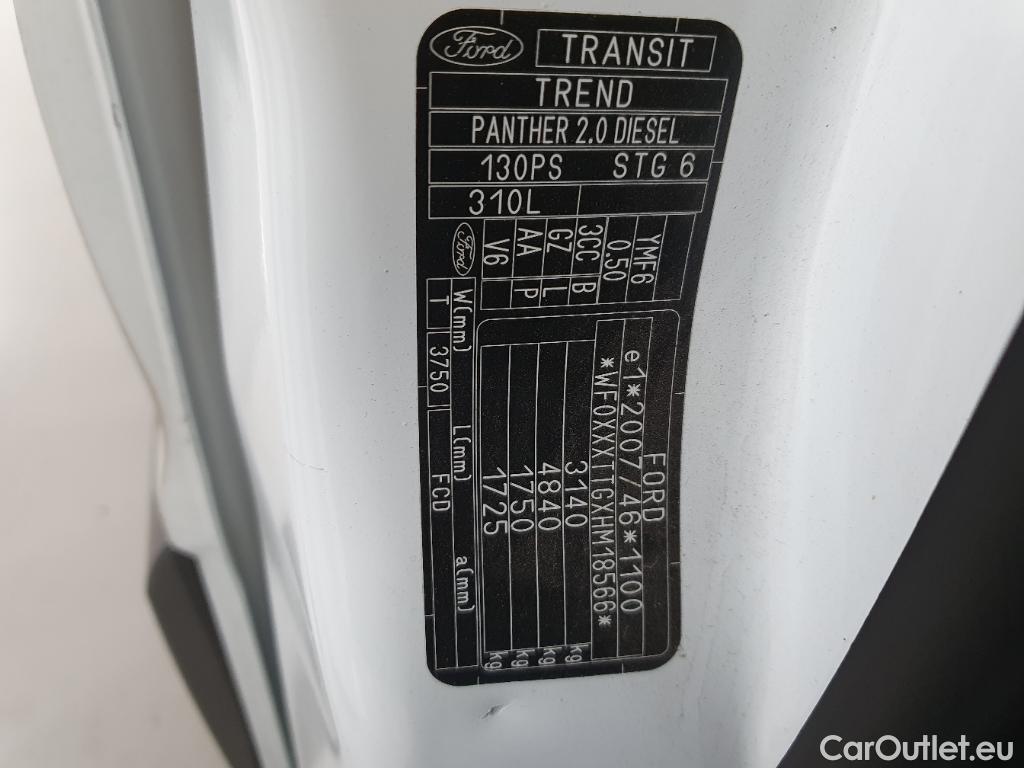 Ford TRANSIT
TREND
PANTHER 2.0 DIESEL
130PS STG 6
310L
FORD
e1*2007/46*1100
*WF0XXXTTGXHM18566*
3140 kg
4840 kg
1750 kg
1725 kg
YMF6
0.50
3CC B
GZ L
AA P
V6
Ford
W(mm) L(mm) a(mm)
T 3750 FCD
CarOutlet.eu